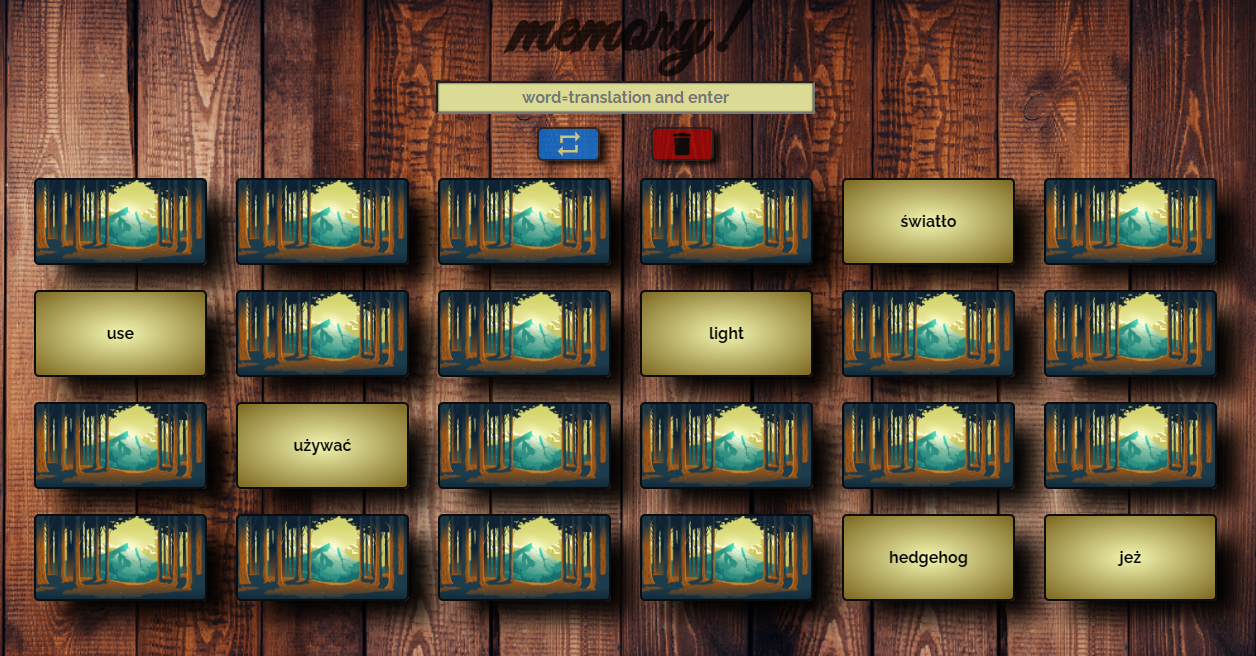 memory!
word=translation and enter
światło
use
light
używać
hedgehog
jeż